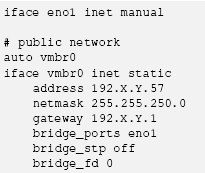 iface eno1 inet manual

# public network
auto vmbr0
iface vmbr0 inet static
    address 192.X.Y.57
    netmask 255.255.250.0
    gateway 192.X.Y.1
    bridge_ports eno1
    bridge_stp off
    bridge_fd 0